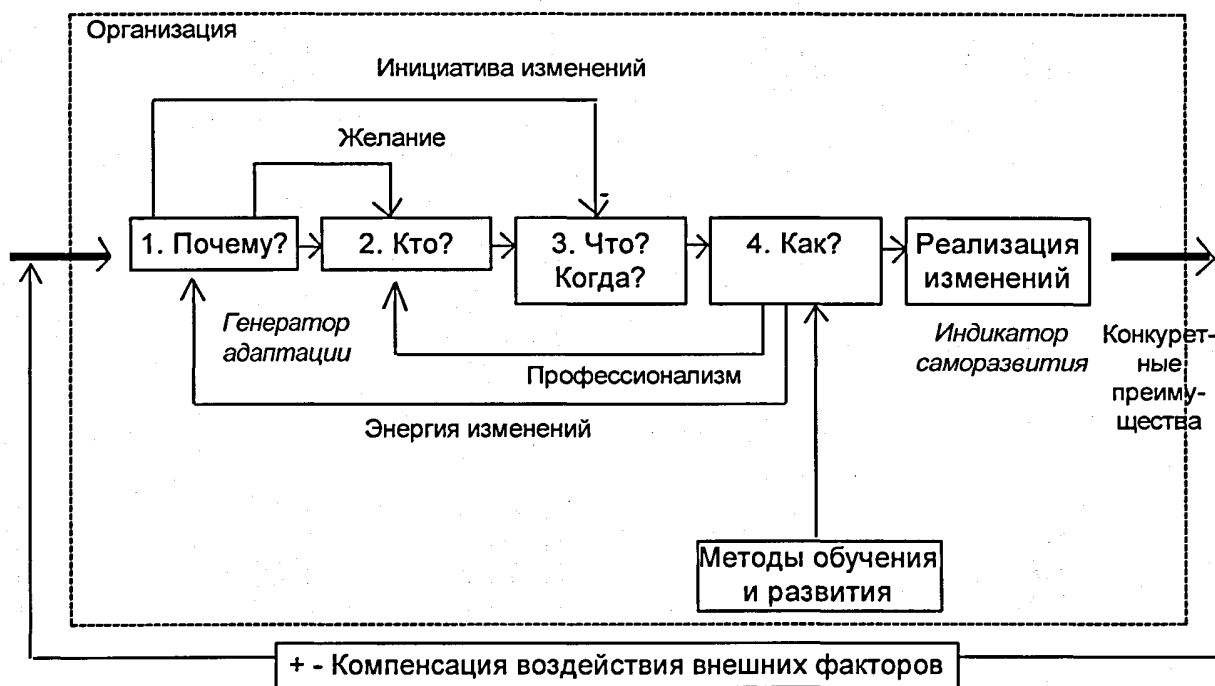 Организация
Инициатива изменений
Желание
1. Почему?
2. Кто?
3. Что?
Когда?
4. Как?
Реализация
изменений
Генератор
адаптации
Индикатор
саморазвития
Конкурет-
ные
преиму-
щества
Профессионализм
Энергия изменений
Методы обучения
и развития
+ - Компенсация воздействия внешних факторов